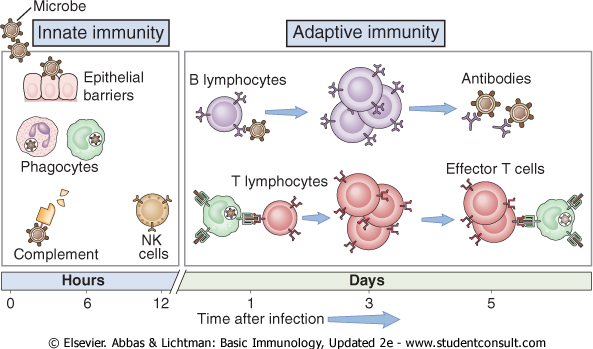 Microbe
Innate immunity
Adaptive immunity
Epithelial
barriers
Phagocytes
Complement
NK
cells
B lymphocytes
Antibodies
T lymphocytes
Effector T cells
Hours
Days
0 6 12 1 3 5
Time after infection
© Elsevier. Abbas & Lichtman: Basic Immunology, Updated 2e - www.studentconsult.com